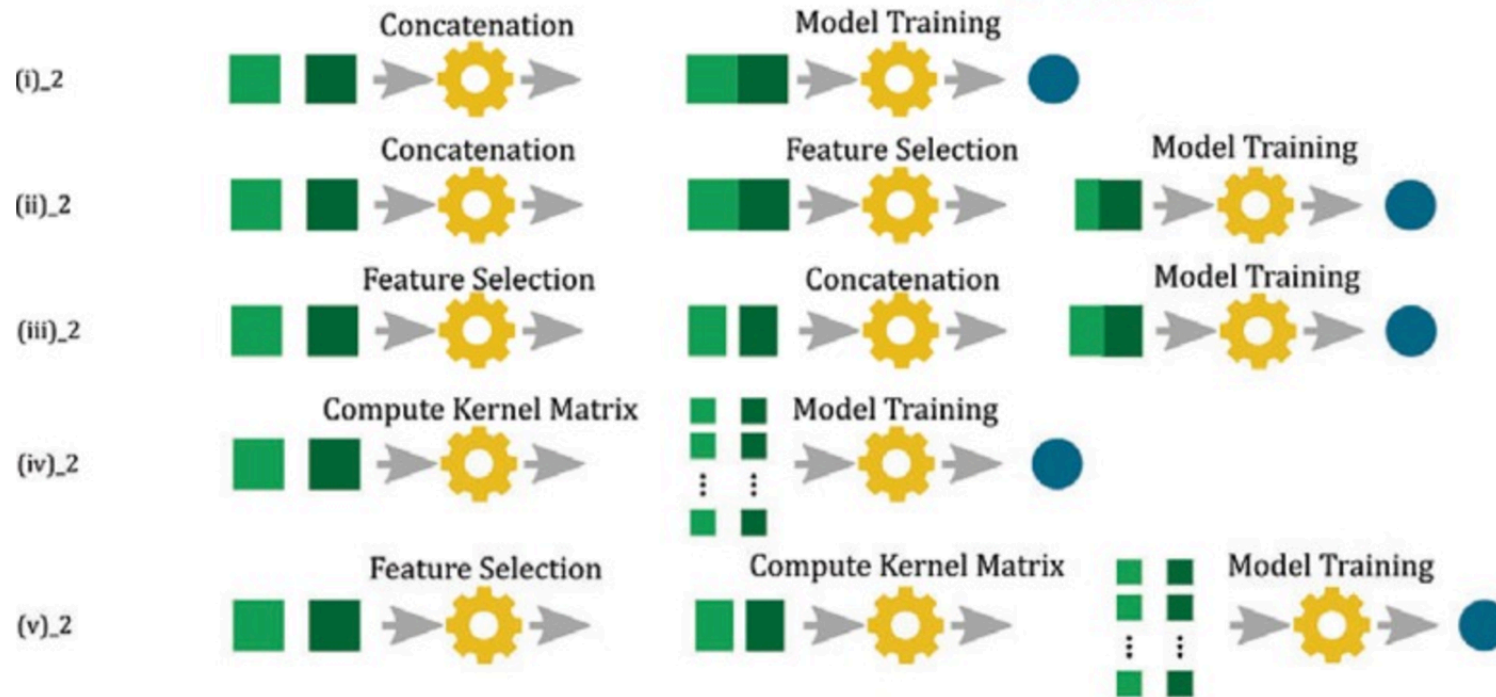 Concatenation Model Training
(i)_2
Concatenation Feature Selection Model Training
(ii)_2
Feature Selection Concatenation Model Training
(iii)_2
Compute Kernel Matrix Model Training
(iv)_2
Feature Selection Compute Kernel Matrix Model Training
(v)_2